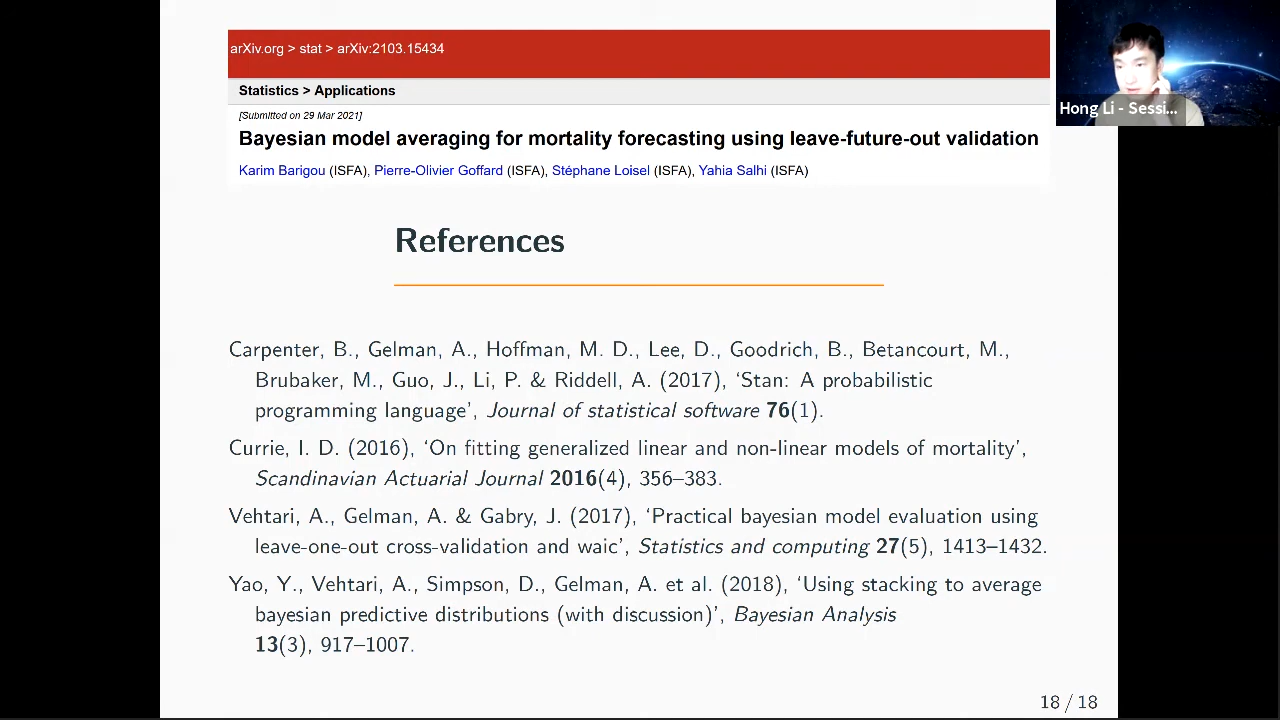 arXiv.org > stat > arXiv:2103.15434
Statistics > Applications
[Submitted on 29 Mar 2021]
Bayesian model averaging for mortality forecasting using leave-future-out validation
Karim Barigou (ISFA), Pierre-Olivier Goffard (ISFA), Stéphane Loisel (ISFA), Yahia Salhi (ISFA)
Hong Li - Sessi...
References
Carpenter, B., Gelman, A., Hoffman, M. D., Lee, D., Goodrich, B., Betancourt, M.,
Brubaker, M., Guo, J., Li, P. & Riddell, A. (2017), ‘Stan: A probabilistic
programming language’, Journal of statistical software 76(1).
Currie, I. D. (2016), ‘On fitting generalized linear and non-linear models of mortality’,
Scandinavian Actuarial Journal 2016(4), 356–383.
Vehtari, A., Gelman, A. & Gabry, J. (2017), ‘Practical bayesian model evaluation using
leave-one-out cross-validation and waic’, Statistics and computing 27(5), 1413–1432.
Yao, Y., Vehtari, A., Simpson, D., Gelman, A. et al. (2018), ‘Using stacking to average
bayesian predictive distributions (with discussion)’, Bayesian Analysis
13(3), 917–1007.
18 / 18